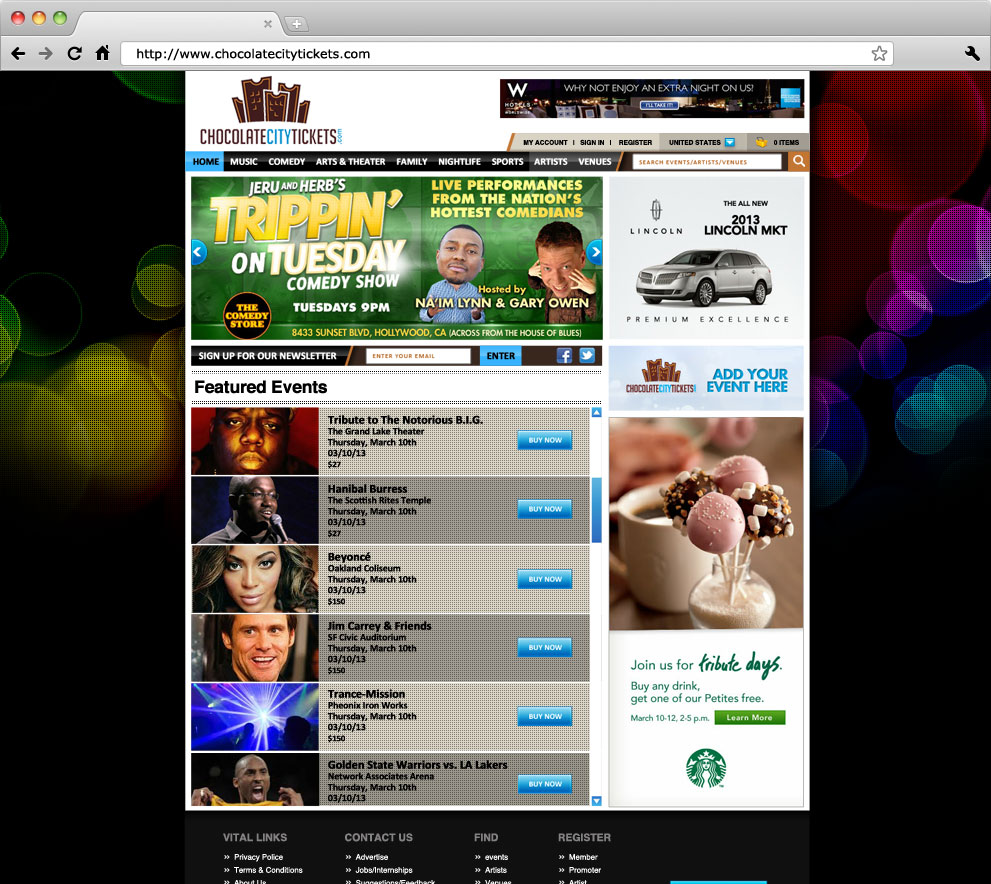 http://www.chocolatecitytickets.com
CHOCOLATECITYTICKETS.com
W
HOTELS
WORLDWIDE
WHY NOT ENJOY AN EXTRA NIGHT ON US!
I'LL TAKE IT!
MY ACCOUNT | SIGN IN | REGISTER
UNITED STATES
0 ITEMS
HOME MUSIC COMEDY ARTS & THEATER FAMILY NIGHTLIFE SPORTS ARTISTS VENUES
SEARCH EVENTS/ARTISTS/VENUES
JERU AND HERB'S
TRIPPIN'
ON TUESDAY
COMEDY SHOW
TUESDAYS 9PM
THE
COMEDY
STORE
LIVE PERFORMANCES
FROM THE NATION'S
HOTTEST COMEDIANS
Hosted by
NA'IM LYNN & GARY OWEN
8433 SUNSET BLVD, HOLLYWOOD, CA (ACROSS FROM THE HOUSE OF BLUES)
LINCOLN
THE ALL NEW
2013
LINCOLN MKT
PREMIUM EXCELLENCE
SIGN UP FOR OUR NEWSLETTER
ENTER YOUR EMAIL
ENTER
CHOCOLATECITYTICKETS
ADD YOUR
EVENT HERE
Featured Events
Tribute to The Notorious B.I.G.
The Grand Lake Theater
Thursday, March 10th
03/10/13
$27
BUY NOW
Hanibal Burress
The Scottish Rites Temple
Thursday, March 10th
03/10/13
$27
BUY NOW
Beyoncé
Oakland Coliseum
Thursday, March 10th
03/10/13
$150
BUY NOW
Jim Carrey & Friends
SF Civic Auditorium
Thursday, March 10th
03/10/13
$150
BUY NOW
Trance-Mission
Pheonix Iron Works
Thursday, March 10th
03/10/13
$150
BUY NOW
Golden State Warriors vs. LA Lakers
Network Associates Arena
Thursday, March 10th
03/10/13
BUY NOW
Join us for tribute days.
Buy any drink,
get one of our Petites free.
March 10-12, 2-5 p.m.
Learn More
VITAL LINKS
» Privacy Police
» Terms & Conditions
» About Us
CONTACT US
» Advertise
» Jobs/Internships
» Suggestions/Feedback
FIND
» events
» Artists
» Venues
REGISTER
» Member
» Promoter
» Artist